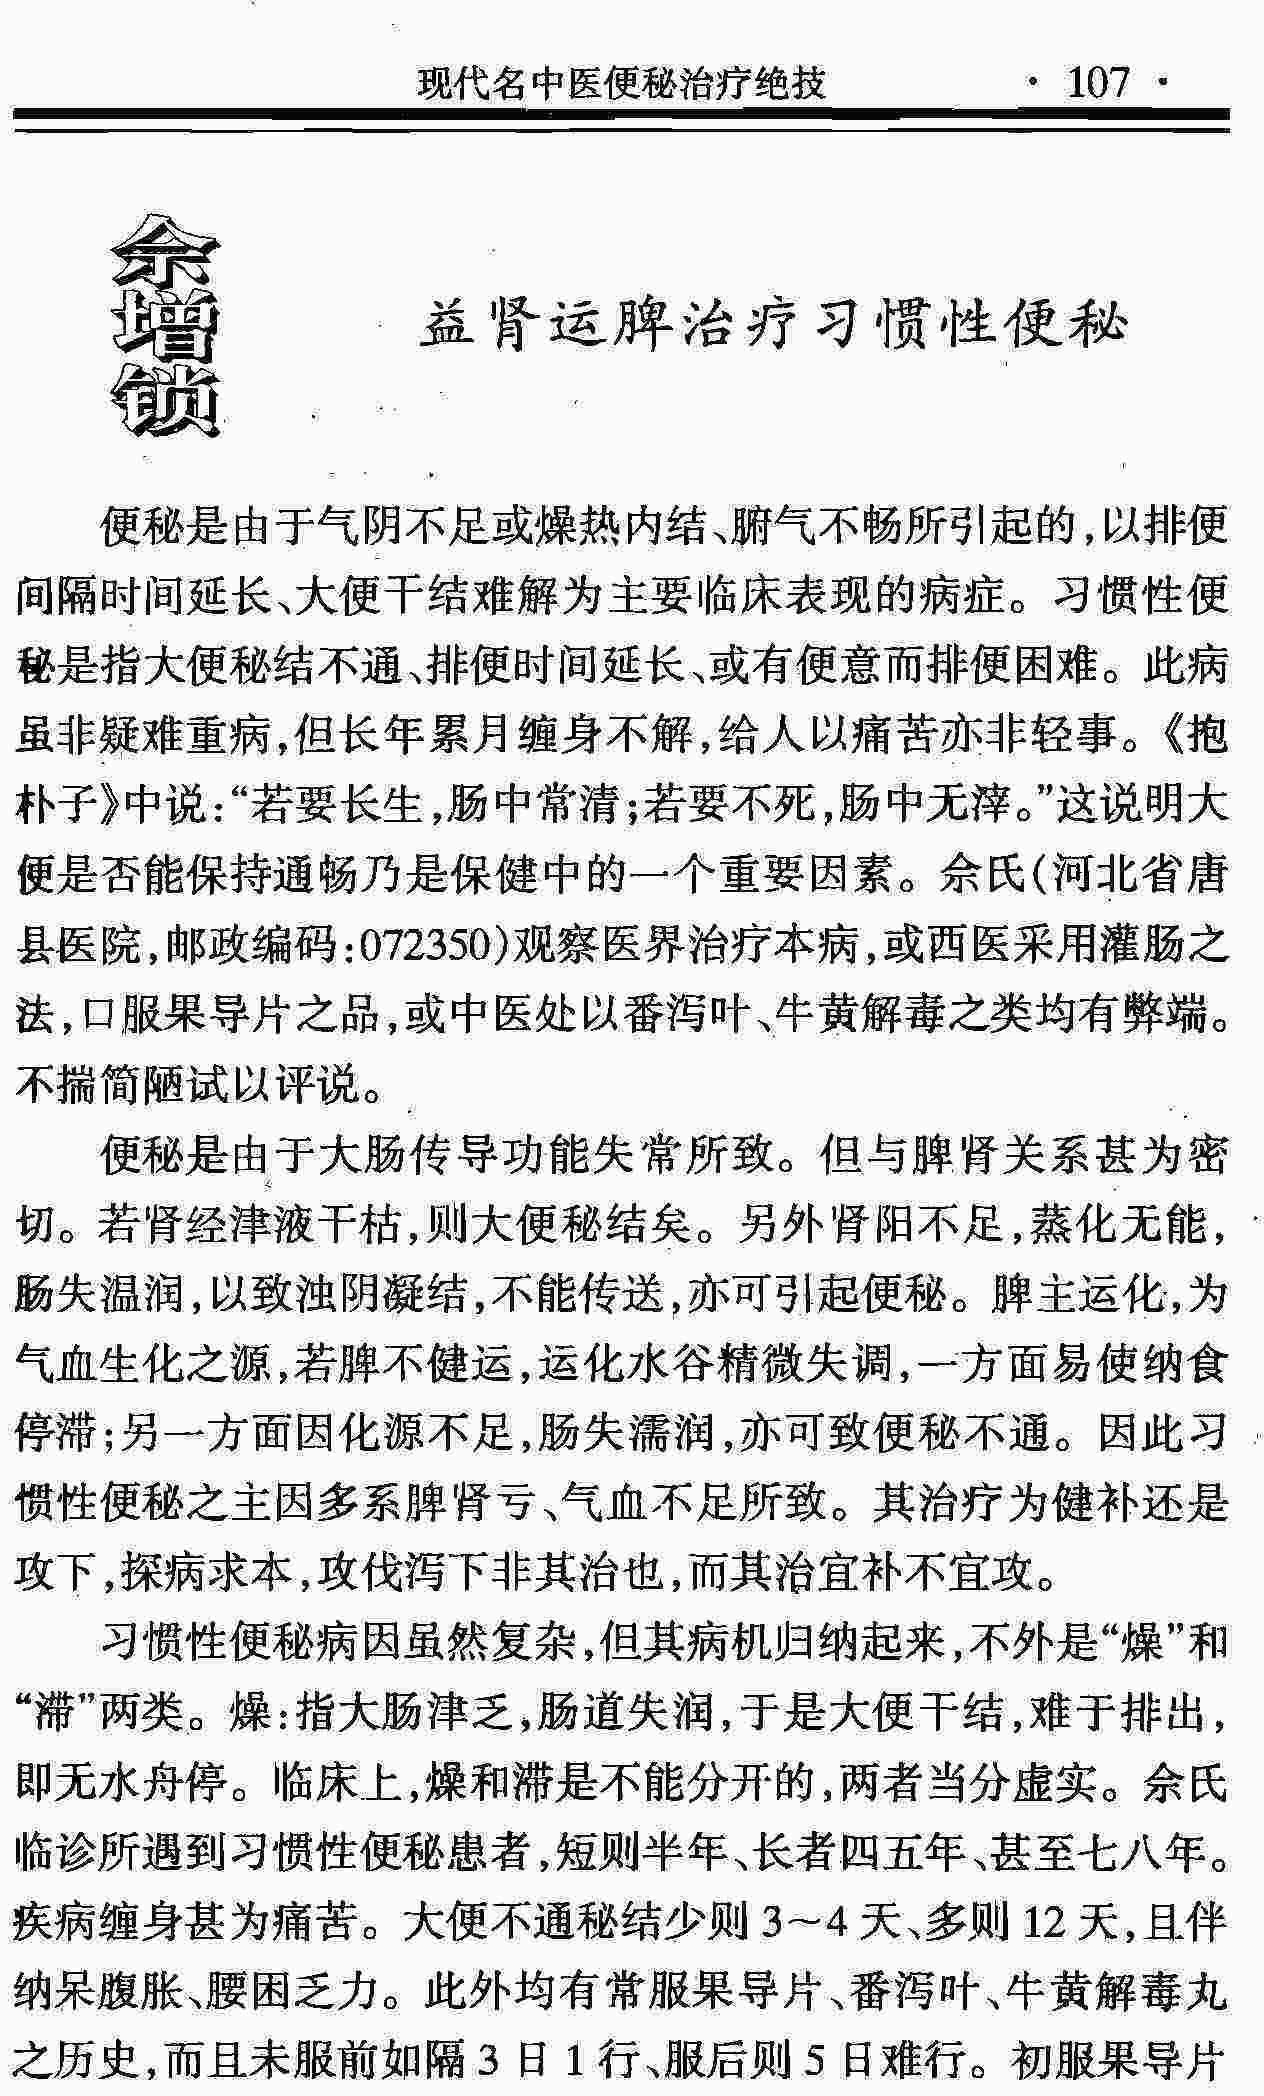 现代名中医便秘治疗绝技 · 107 ·
佘增锁
益肾运脾治疗习惯性便秘
便秘是由于气阴不足或燥热内结、腑气不畅所引起的,以排便
间隔时间延长、大便干结难解为主要临床表现的病症。习惯性便
秘是指大便秘结不通、排便时间延长、或有便意而排便困难。此病
虽非疑难重病,但长年累月缠身不解,给人以痛苦亦非轻事。《抱
朴子》中说:“若要长生,肠中常清;若要不死,肠中无滓。”这说明大
便是否能保持通畅乃是保健中的一个重要因素。佘氏(河北省唐
县医院,邮政编码:072350)观察医界治疗本病,或西医采用灌肠之
法,口服果导片之品,或中医处以番泻叶、牛黄解毒之类均有弊端。
不揣简陋试以评说。
便秘是由于大肠传导功能失常所致。但与脾肾关系甚为密
切。若肾经津液干枯,则大便秘结矣。另外肾阳不足,蒸化无能,
肠失温润,以致浊阴凝结,不能传送,亦可引起便秘。脾主运化,为
气血生化之源,若脾不健运,运化水谷精微失调,一方面易使纳食
停滞;另一方面因化源不足,肠失濡润,亦可致便秘不通。因此习
惯性便秘之主因多系脾肾亏、气血不足所致。其治疗为健补还是
攻下,探病求本,攻伐泻下非其治也,而其治宜补不宜攻。
习惯性便秘病因虽然复杂,但其病机归纳起来,不外是“燥”和
“滞”两类。燥:指大肠津乏,肠道失润,于是大便干结,难于排出,
即无水舟停。临床上,燥和滞是不能分开的,两者当分虚实。佘氏
临诊所遇到习惯性便秘患者,短则半年、长者四五年、甚至七八年。
疾病缠身甚为痛苦。大便不通秘结少则 3～4 天、多则 12 天,且伴
纳呆腹胀、腰困乏力。此外均有常服果导片、番泻叶、牛黄解毒丸
之历史,而且未服前如隔 3 日 1 行、服后则 5 日难行。初服果导片